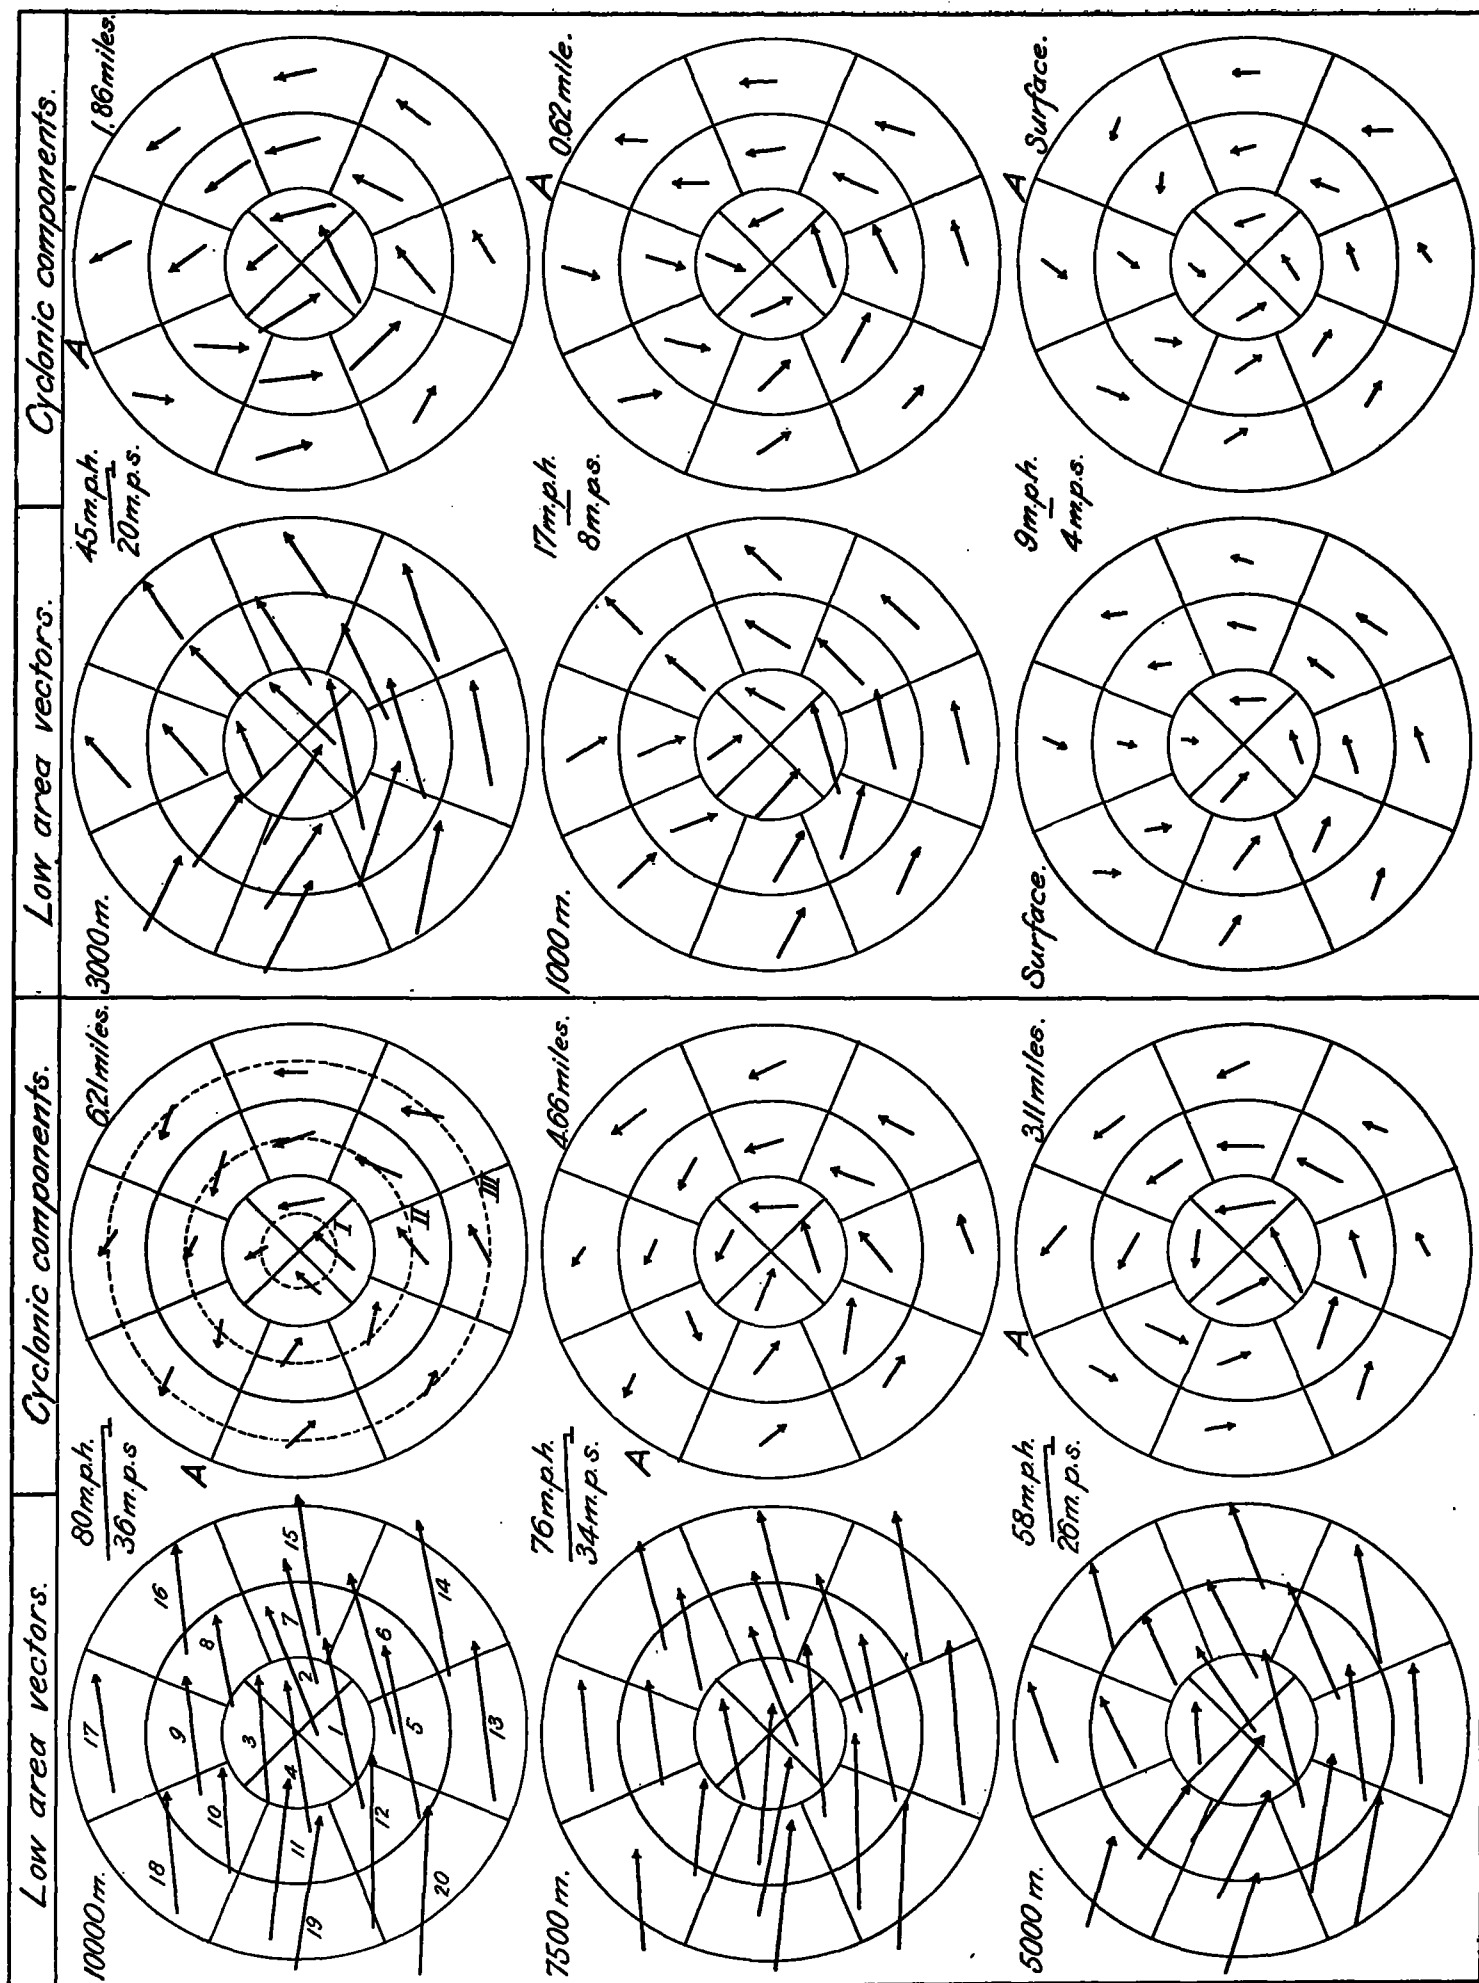 Low area vectors.
Cyclonic components.
Low area vectors.
Cyclonic components.
10000 m.
80 m.p.h.
36 m.p.s
6.21 miles.
A
1
2
3
4
5
6
7
8
9
10
11
12
13
14
15
16
17
18
19
20
I
II
III
3000 m.
45 m.p.h.
20 m.p.s.
1.86 miles.
A
7500 m.
76 m.p.h.
34 m.p.s.
4.66 miles.
A
1000 m.
17 m.p.h.
8 m.p.s.
0.62 mile.
A
5000 m.
58 m.p.h.
26 m.p.s.
3.11 miles.
A
Surface.
9 m.p.h.
4 m.p.s.
Surface.
A